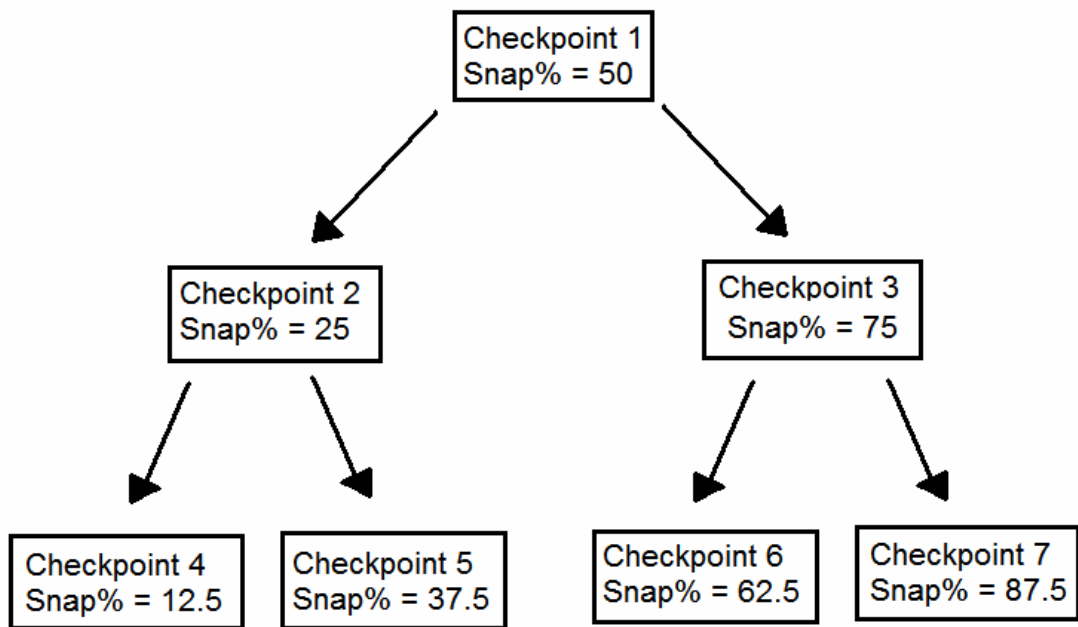 Checkpoint 1
Snap% = 50
Checkpoint 2
Snap% = 25
Checkpoint 3
Snap% = 75
Checkpoint 4
Snap% = 12.5
Checkpoint 5
Snap% = 37.5
Checkpoint 6
Snap% = 62.5
Checkpoint 7
Snap% = 87.5